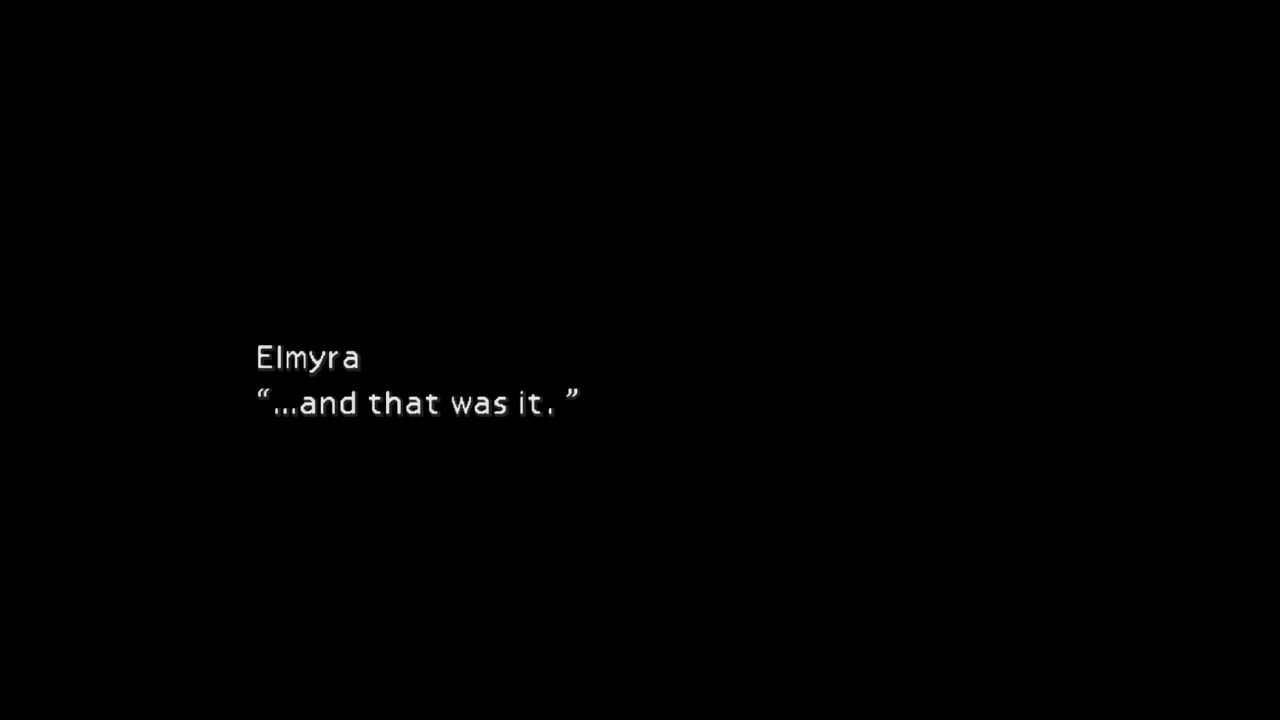 Elmyra
“…and that was it. ”